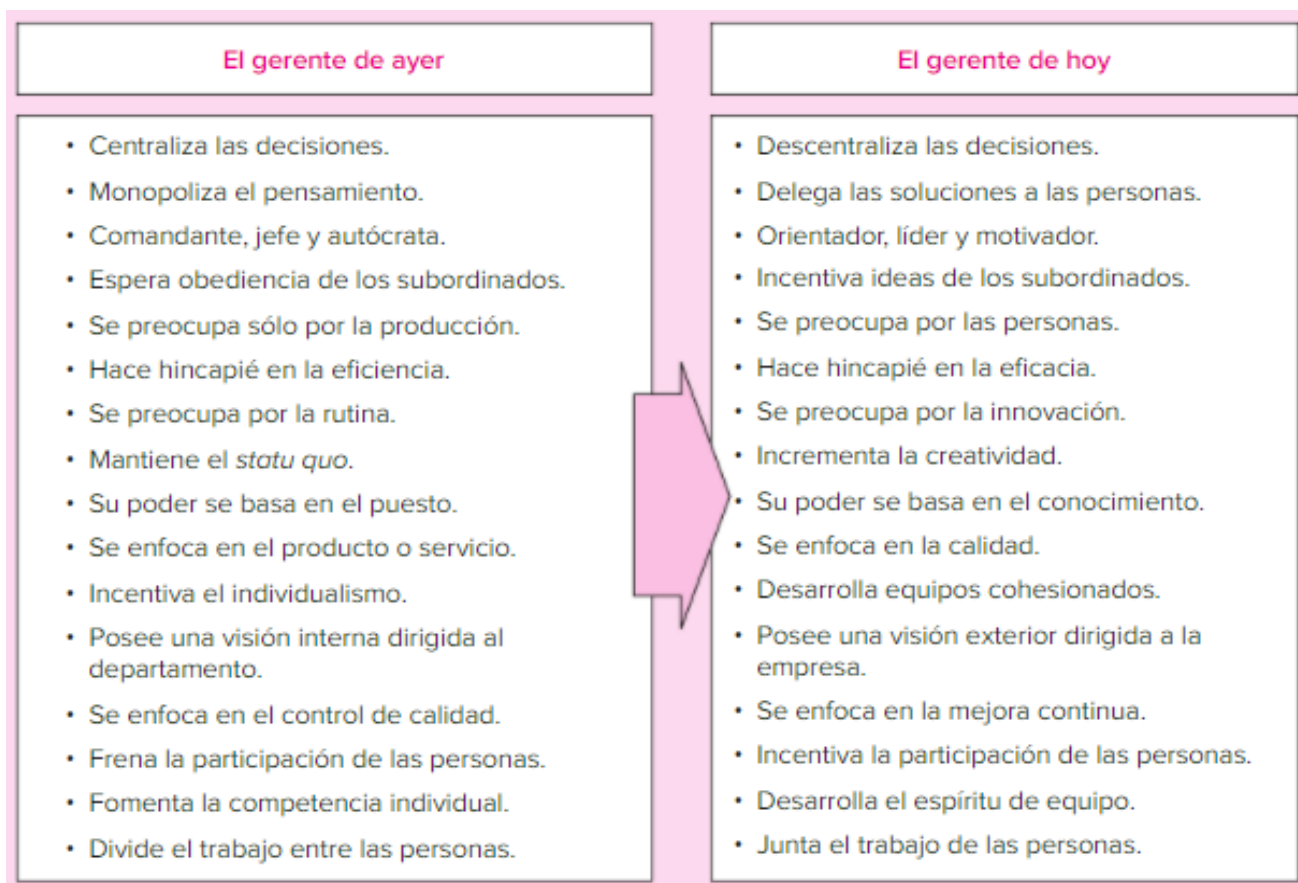 El gerente de ayer
El gerente de hoy
• Centraliza las decisiones.
• Monopoliza el pensamiento.
• Comandante, jefe y autócrata.
• Espera obediencia de los subordinados.
• Se preocupa sólo por la producción.
• Hace hincapié en la eficiencia.
• Se preocupa por la rutina.
• Mantiene el statu quo.
• Su poder se basa en el puesto.
• Se enfoca en el producto o servicio.
• Incentiva el individualismo.
• Posee una visión interna dirigida al
departamento.
• Se enfoca en el control de calidad.
• Frena la participación de las personas.
• Fomenta la competencia individual.
• Divide el trabajo entre las personas.
• Descentraliza las decisiones.
• Delega las soluciones a las personas.
• Orientador, líder y motivador.
• Incentiva ideas de los subordinados.
• Se preocupa por las personas.
• Hace hincapié en la eficacia.
• Se preocupa por la innovación.
• Incrementa la creatividad.
• Su poder se basa en el conocimiento.
• Se enfoca en la calidad.
• Desarrolla equipos cohesionados.
• Posee una visión exterior dirigida a la
empresa.
• Se enfoca en la mejora continua.
• Incentiva la participación de las personas.
• Desarrolla el espíritu de equipo.
• Junta el trabajo de las personas.